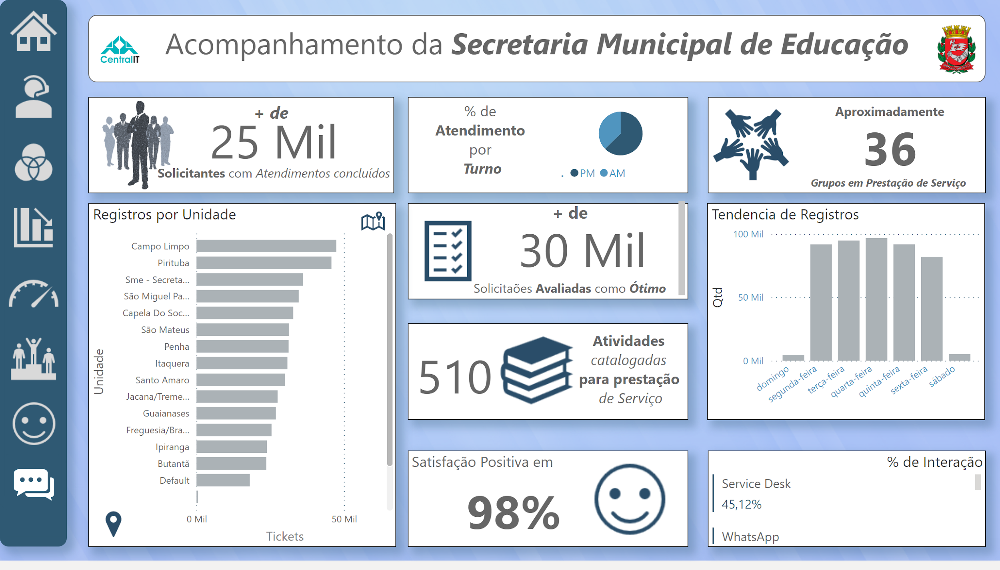 CentralIT
Acompanhamento da Secretaria Municipal de Educação
NON DVCOR DVCO
+ de
25 Mil
Solicitantes com Atendimentos concluídos
% de
Atendimento
por
Turno
. PM AM
Aproximadamente
36
Grupos em Prestação de Serviço
Registros por Unidade
Unidade
Campo Limpo
Pirituba
Sme - Secreta...
São Miguel Pa...
Capela Do Soc...
São Mateus
Penha
Itaquera
Santo Amaro
Jacana/Treme...
Guaianases
Freguesia/Bra...
Ipiranga
Butantã
Default
0 Mil 50 Mil
Tickets
+ de
30 Mil
Solicitaões Avaliadas como Ótimo
510
Atividades
catalogadas
para prestação
de Serviço
Satisfação Positiva em
98%
Tendencia de Registros
Qtd
100 Mil
50 Mil
0 Mil
domingo
segunda-feira
terça-feira
quarta-feira
quinta-feira
sexta-feira
sábado
% de Interação
Service Desk
45,12%
WhatsApp